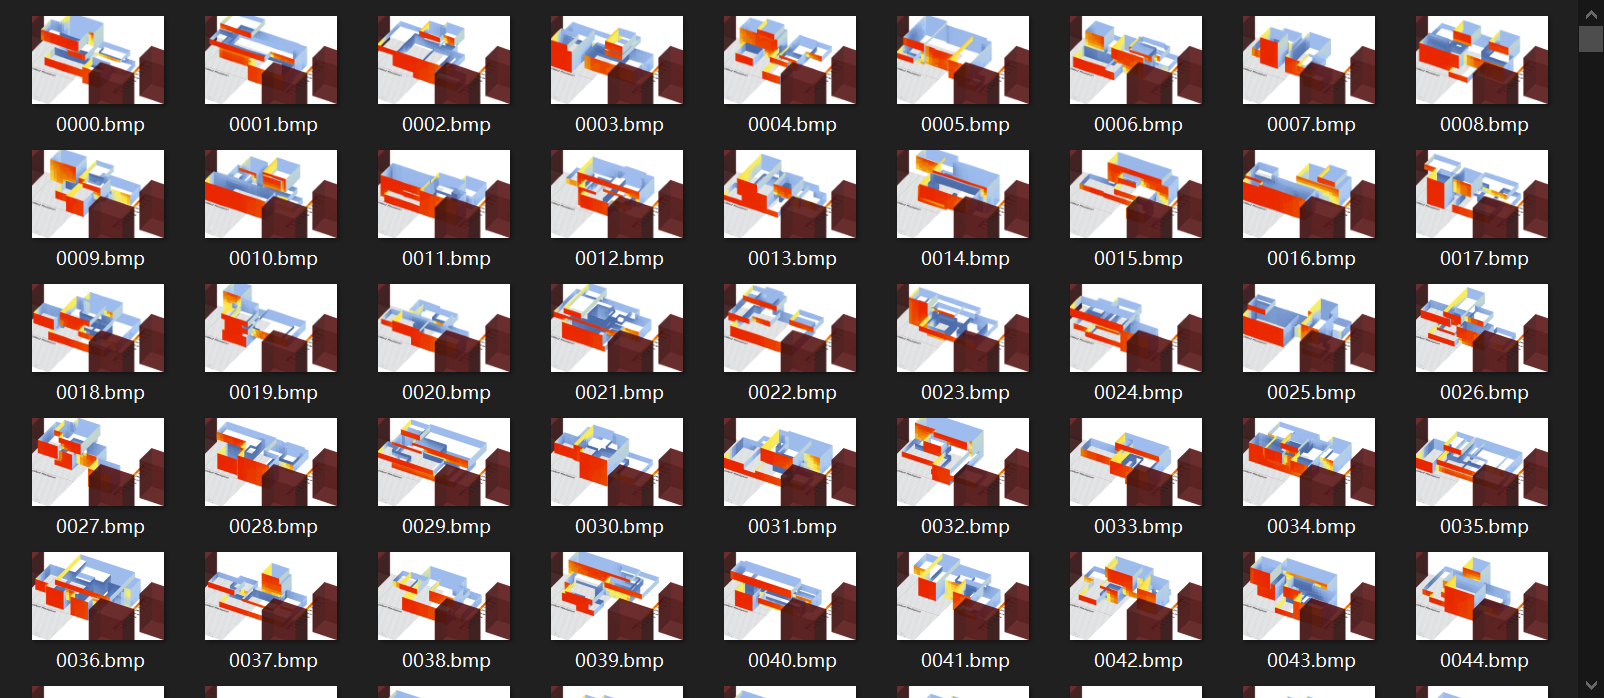 0000.bmp 0001.bmp 0002.bmp 0003.bmp 0004.bmp 0005.bmp 0006.bmp 0007.bmp 0008.bmp
0009.bmp 0010.bmp 0011.bmp 0012.bmp 0013.bmp 0014.bmp 0015.bmp 0016.bmp 0017.bmp
0018.bmp 0019.bmp 0020.bmp 0021.bmp 0022.bmp 0023.bmp 0024.bmp 0025.bmp 0026.bmp
0027.bmp 0028.bmp 0029.bmp 0030.bmp 0031.bmp 0032.bmp 0033.bmp 0034.bmp 0035.bmp
0036.bmp 0037.bmp 0038.bmp 0039.bmp 0040.bmp 0041.bmp 0042.bmp 0043.bmp 0044.bmp